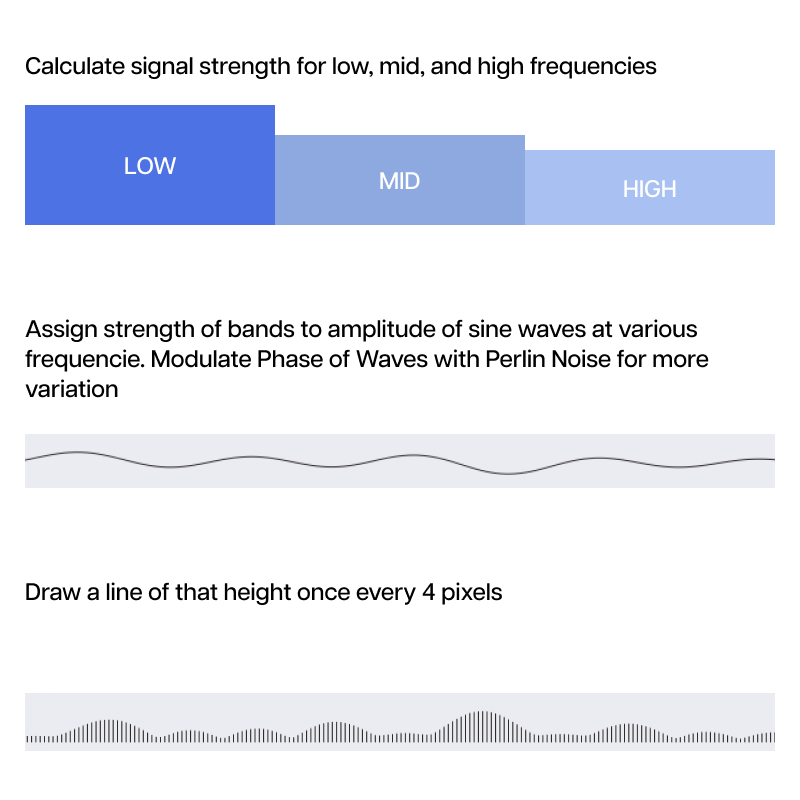 Calculate signal strength for low, mid, and high frequencies
LOW
MID
HIGH
Assign strength of bands to amplitude of sine waves at various
frequencie. Modulate Phase of Waves with Perlin Noise for more
variation
Draw a line of that height once every 4 pixels